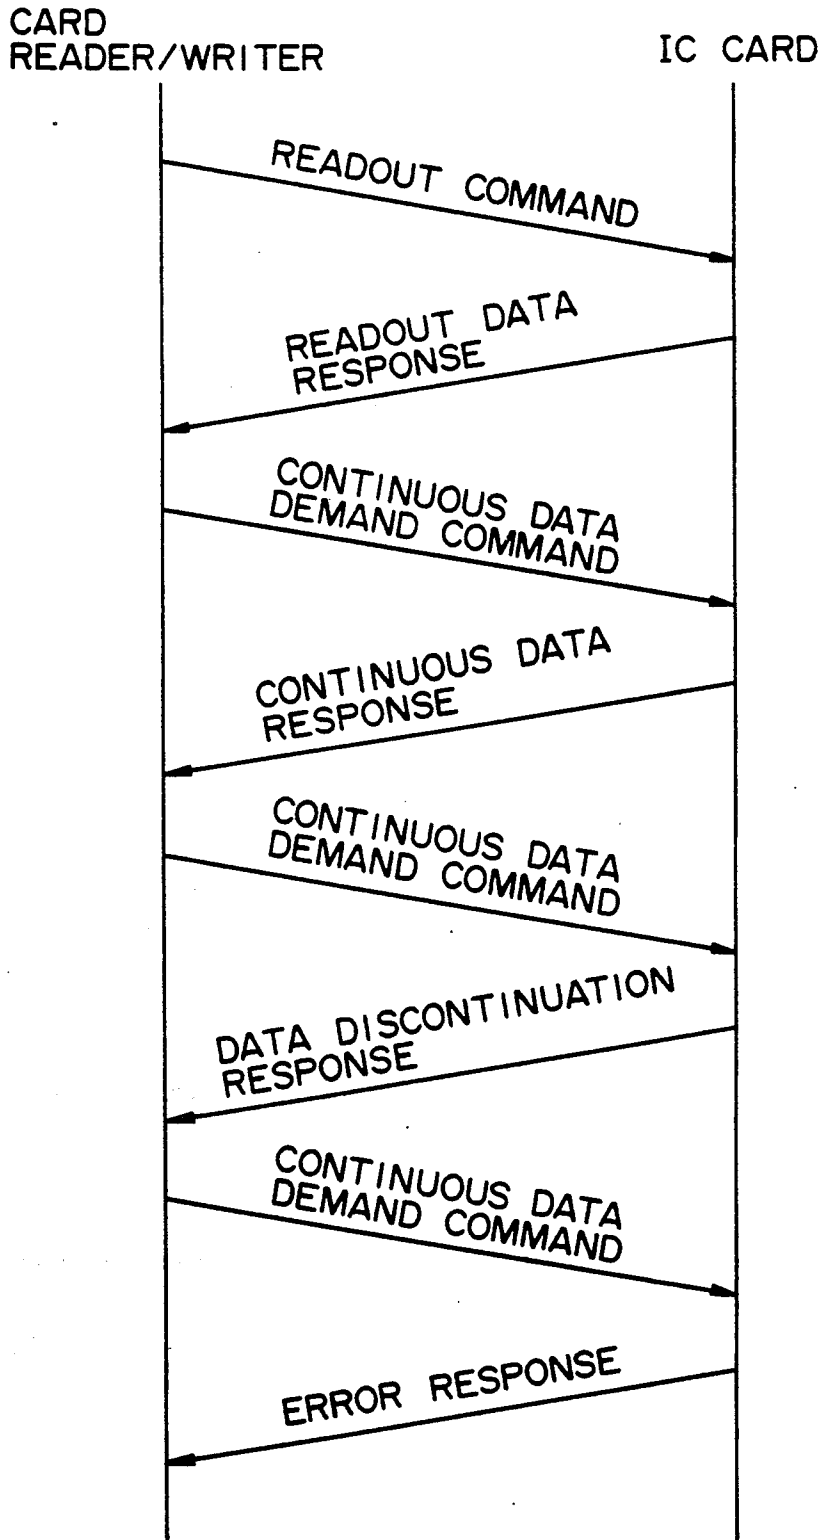 CARD
READER/WRITER
IC CARD
READOUT COMMAND
READOUT DATA
RESPONSE
CONTINUOUS DATA
DEMAND COMMAND
CONTINUOUS DATA
RESPONSE
CONTINUOUS DATA
DEMAND COMMAND
DATA DISCONTINUATION
RESPONSE
CONTINUOUS DATA
DEMAND COMMAND
ERROR RESPONSE